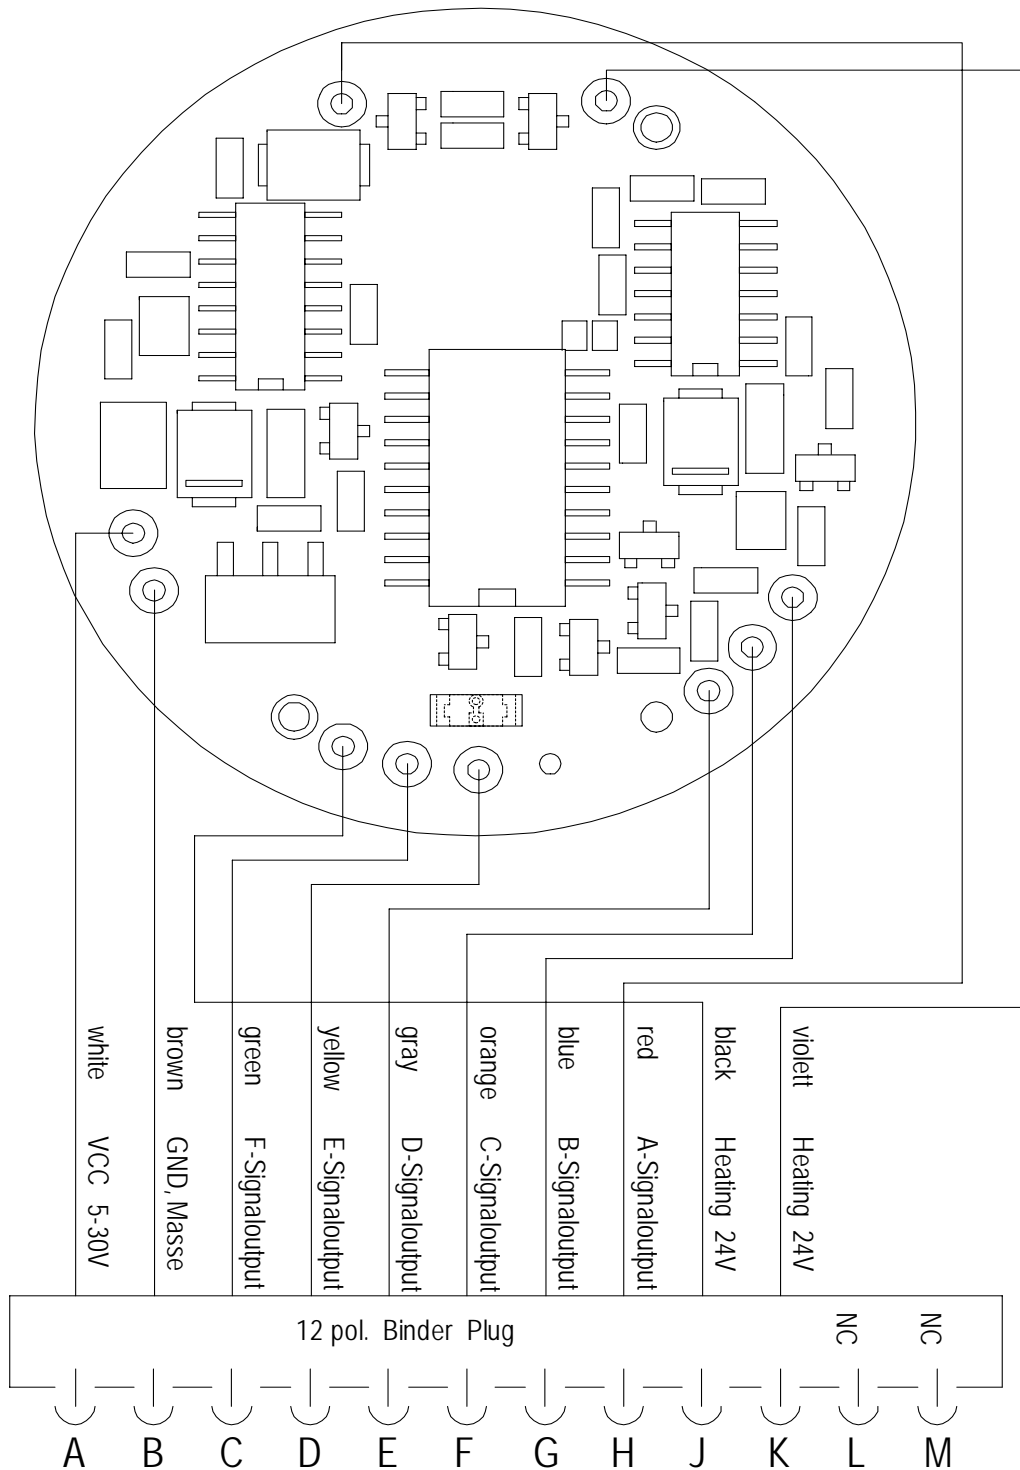 white VCC 5-30V
brown GND, Masse
green F-Signaloutput
yellow E-Signaloutput
gray D-Signaloutput
orange C-Signaloutput
blue B-Signaloutput
red A-Signaloutput
black Heating 24V
violett Heating 24V
12 pol. Binder Plug
NC
NC
A B C D E F G H J K L M